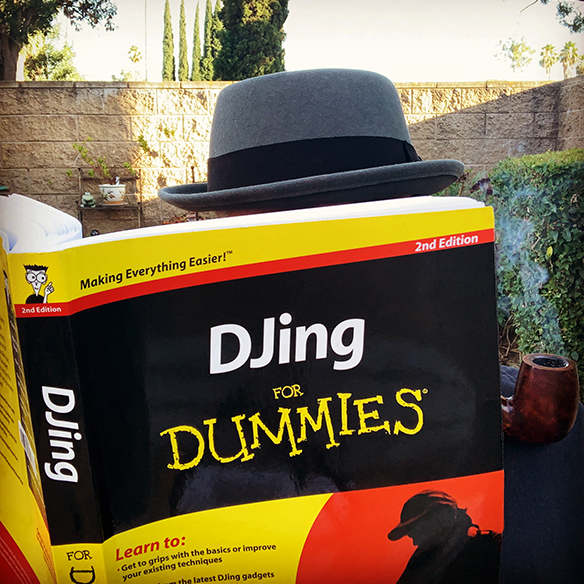 Making Everything Easier!™
2nd Edition
2nd Edition
DJing
FOR
DUMMIES®
DJing
FOR
Learn to:
• Get to grips with the basics or improve
your existing techniques
the latest DJing gadgets